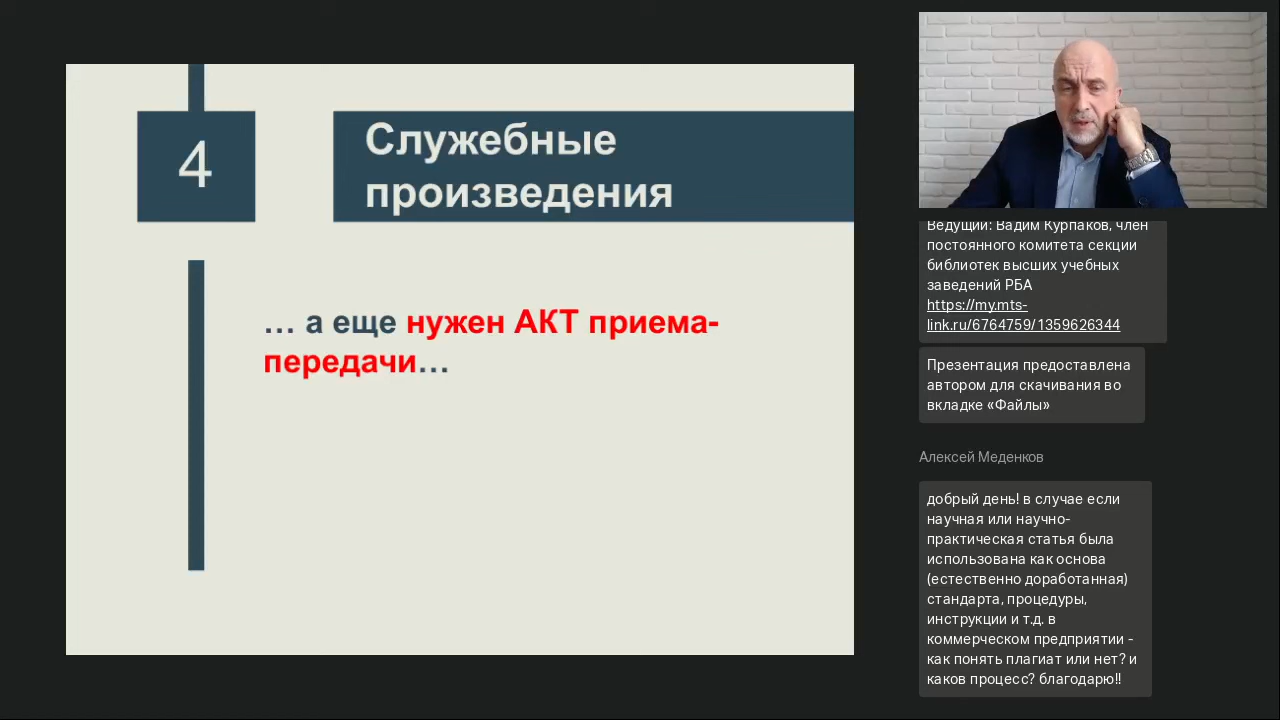 4
Служебные
произведения
… а еще нужен АКТ приема-
передачи…
Ведущий: Вадим Курпаков, член
постоянного комитета секции
библиотек высших учебных
заведений РБА
https://my.mts-
link.ru/6764759/1359626344
Презентация предоставлена
автором для скачивания во
вкладке «Файлы»
Алексей Меденков
добрый день! в случае если
научная или научно-
практическая статья была
использована как основа
(естественно доработанная)
стандарта, процедуры,
инструкции и т.д. в
коммерческом предприятии -
как понять плагиат или нет? и
каков процесс? благодарю!!